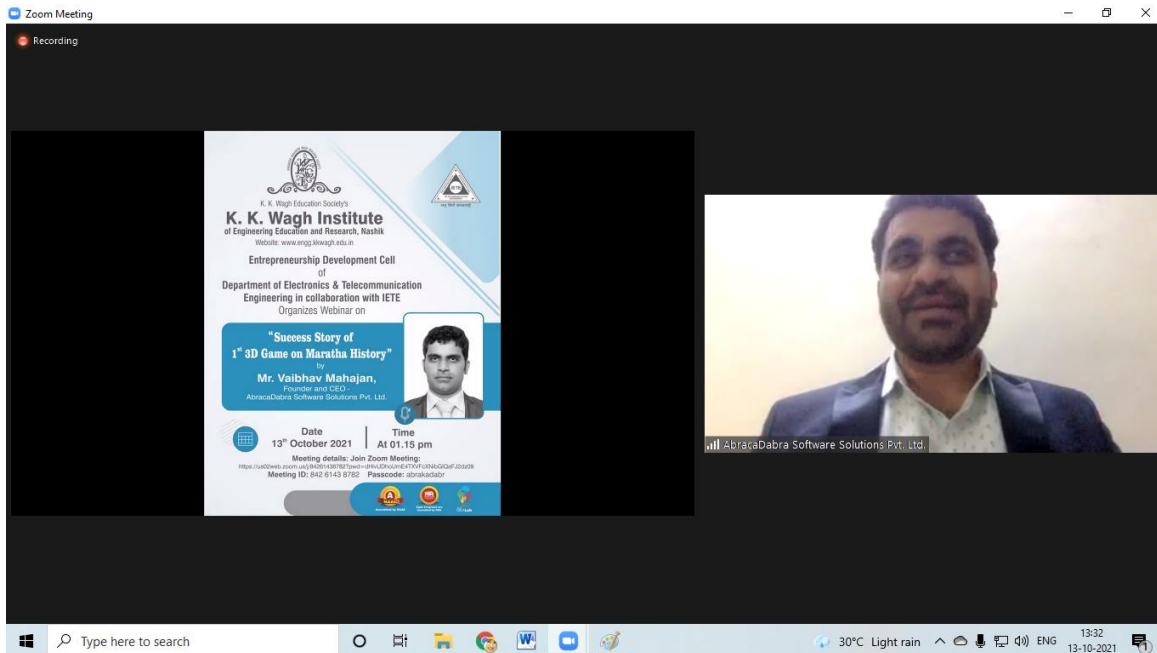 Zoom Meeting
Recording
K. K. Wagh Education Society's
K. K. Wagh Institute
of Engineering Education and Research, Nashik
Website: www.engg.kkwagh.edu.in
IETE
Entrepreneurship Development Cell
of
Department of Electronics & Telecommunication
Engineering in collaboration with IETE
Organizes Webinar on
"Success Story of
1st 3D Game on Maratha History"
by
Mr. Vaibhav Mahajan,
Founder and CEO -
AbracaDabra Software Solutions Pvt. Ltd.
Date
13th October 2021
Time
At 01.15 pm
Meeting details: Join Zoom Meeting:
Meeting ID: 842 6143 8782 Passcode: abrakadabr
AbracaDabra Software Solutions Pvt. Ltd.
Type here to search
30°C Light rain
ENG
13:32
13-10-2021